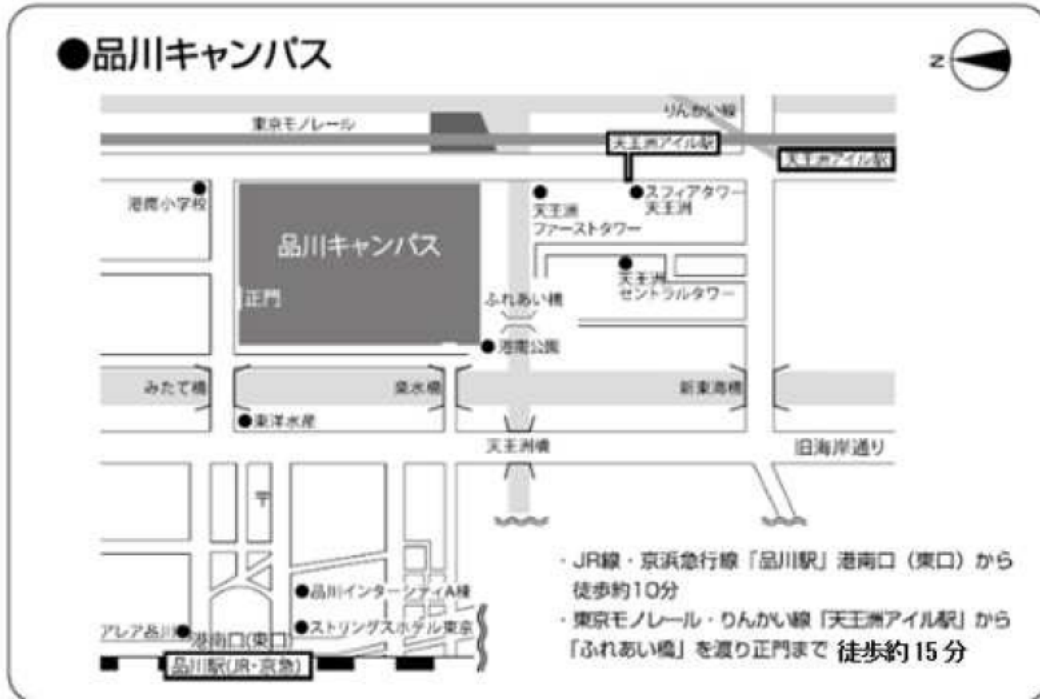 ●品川キャンパス
N
東京モノレール
りんかい線
天王洲アイル駅
天王洲アイル駅
港南小学校
品川キャンパス
正門
天王洲
ファーストタワー
スフィアタワー
天王洲
天王洲
セントラルタワー
ふれあい橋
港南公園
みたて橋
楽水橋
新東海橋
東洋水産
天王洲橋
旧海岸通り
〒
品川インターシティA棟
ストリングスホテル東京
アレア品川
港南口(東口)
品川駅(JR・京急)
・JR線・京浜急行線「品川駅」港南口（東口）から
徒歩約10分
・東京モノレール・りんかい線「天王洲アイル駅」から
「ふれあい橋」を渡り正門まで 徒歩約15分